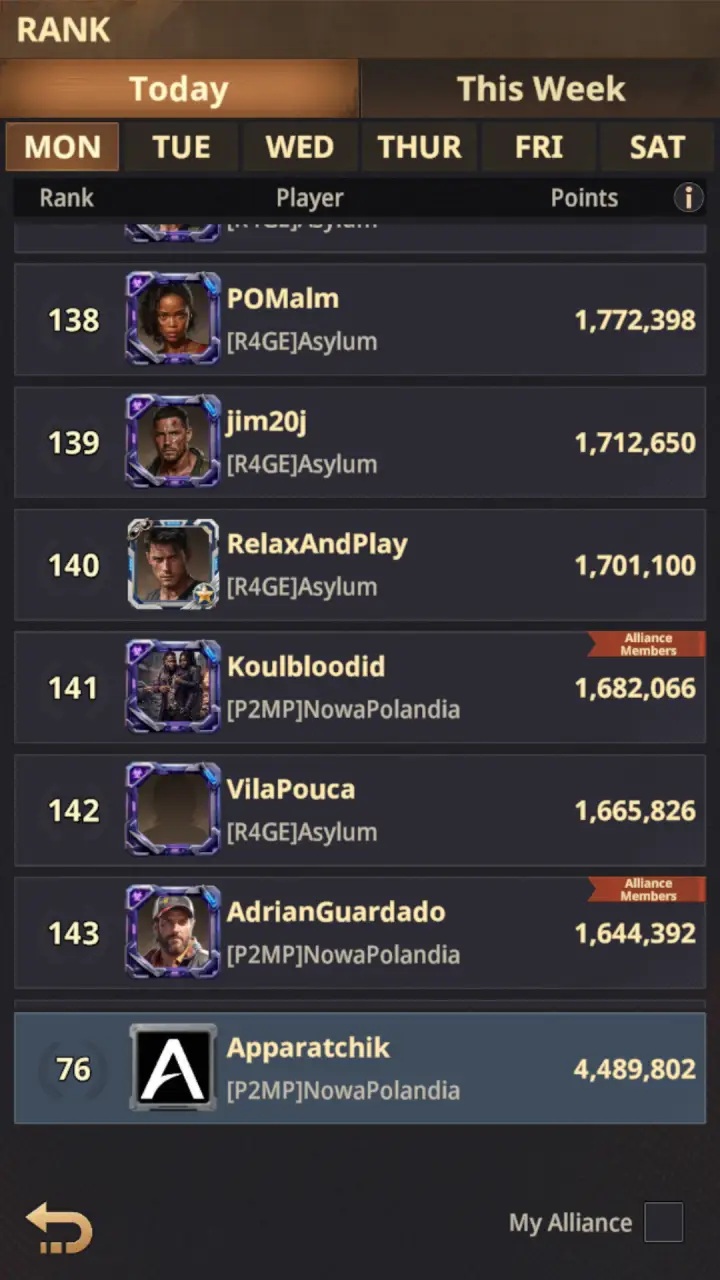 RANK
Today
This Week
MON
TUE
WED
THUR
FRI
SAT
Rank
Player
Points
i
[R4GE]Asylum
138
POMalm
[R4GE]Asylum
1,772,398
139
jim20j
[R4GE]Asylum
1,712,650
140
RelaxAndPlay
[R4GE]Asylum
1,701,100
Alliance
Members
141
Koulbloodid
[P2MP]NowaPolandia
1,682,066
142
VilaPouca
[R4GE]Asylum
1,665,826
Alliance
Members
143
AdrianGuardado
[P2MP]NowaPolandia
1,644,392
76
A
Apparatchik
[P2MP]NowaPolandia
4,489,802
My Alliance